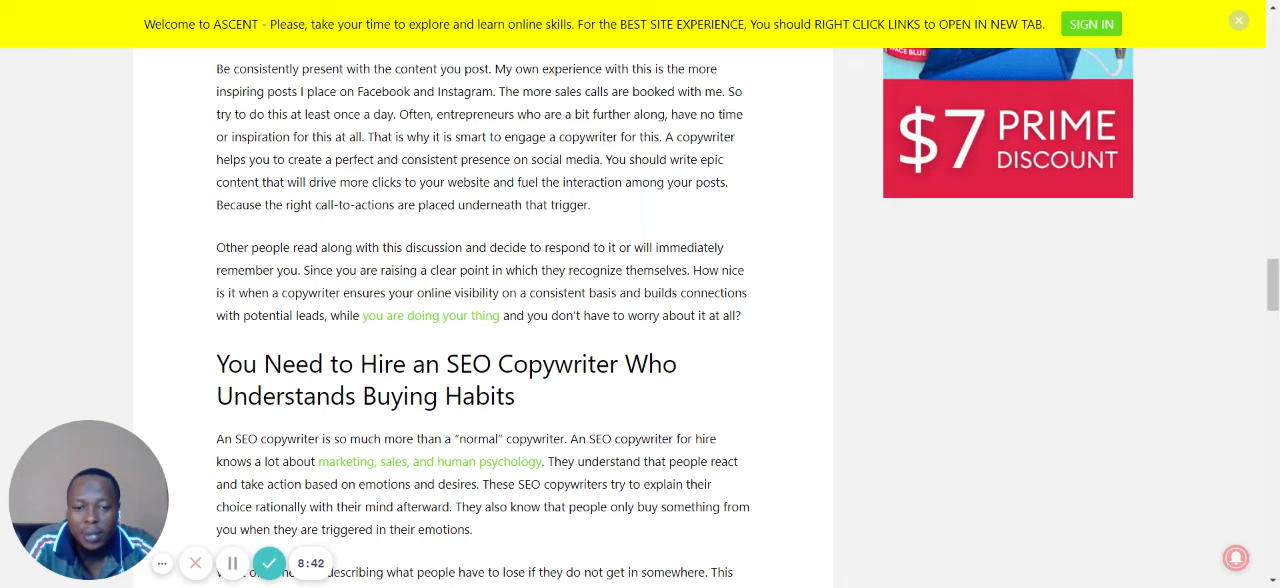 Welcome to ASCENT - Please, take your time to explore and learn online skills. For the BEST SITE EXPERIENCE, You should RIGHT CLICK LINKS to OPEN IN NEW TAB.
SIGN IN
Be consistently present with the content you post. My own experience with this is the more
inspiring posts I place on Facebook and Instagram. The more sales calls are booked with me. So
try to do this at least once a day. Often, entrepreneurs who are a bit further along, have no time
or inspiration for this at all. That is why it is smart to engage a copywriter for this. A copywriter
helps you to create a perfect and consistent presence on social media. You should write epic
content that will drive more clicks to your website and fuel the interaction among your posts.
Because the right call-to-actions are placed underneath that trigger.
Other people read along with this discussion and decide to respond to it or will immediately
remember you. Since you are raising a clear point in which they recognize themselves. How nice
is it when a copywriter ensures your online visibility on a consistent basis and builds connections
with potential leads, while you are doing your thing and you don't have to worry about it at all?
You Need to Hire an SEO Copywriter Who
Understands Buying Habits
An SEO copywriter is so much more than a “normal” copywriter. An SEO copywriter for hire
knows a lot about marketing, sales, and human psychology. They understand that people react
and take action based on emotions and desires. These SEO copywriters try to explain their
choice rationally with their mind afterward. They also know that people only buy something from
you when they are triggered in their emotions.
describing what people have to lose if they do not get in somewhere. This
8:42
BLUE
$7 PRIME
DISCOUNT